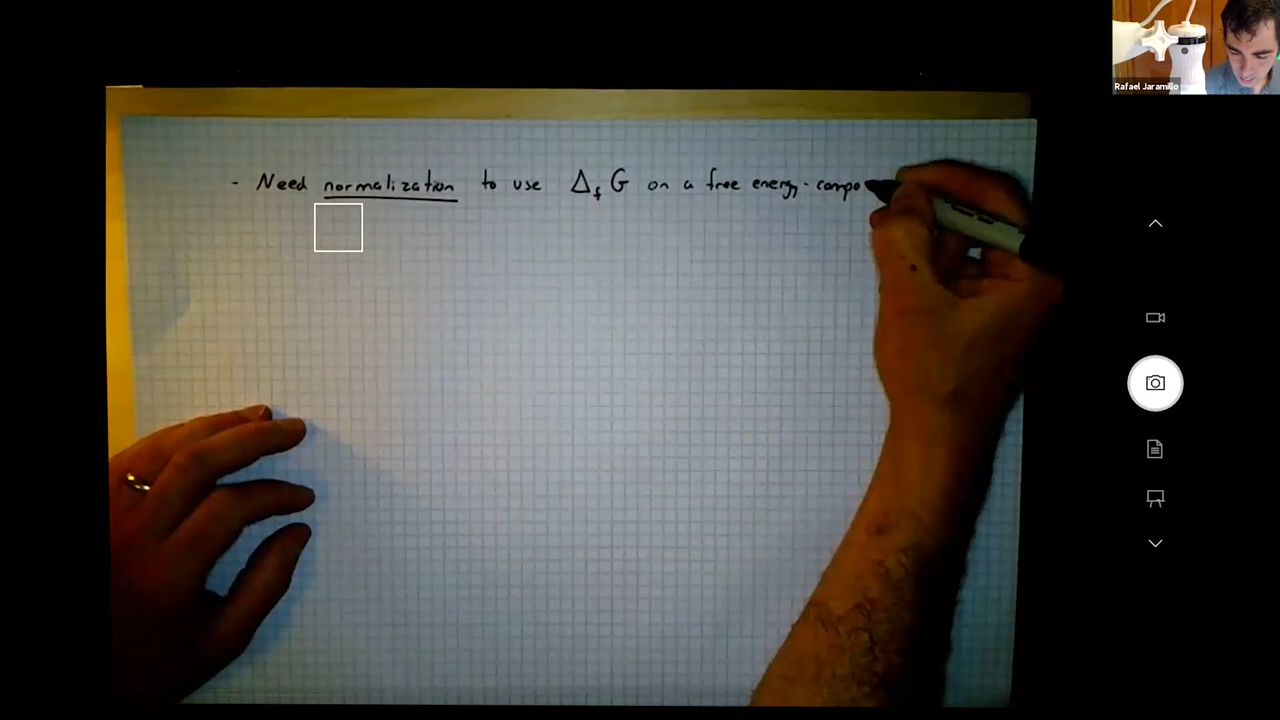 Rafael Jaramillo
- Need normalization to use Δf G on a free energy-compo